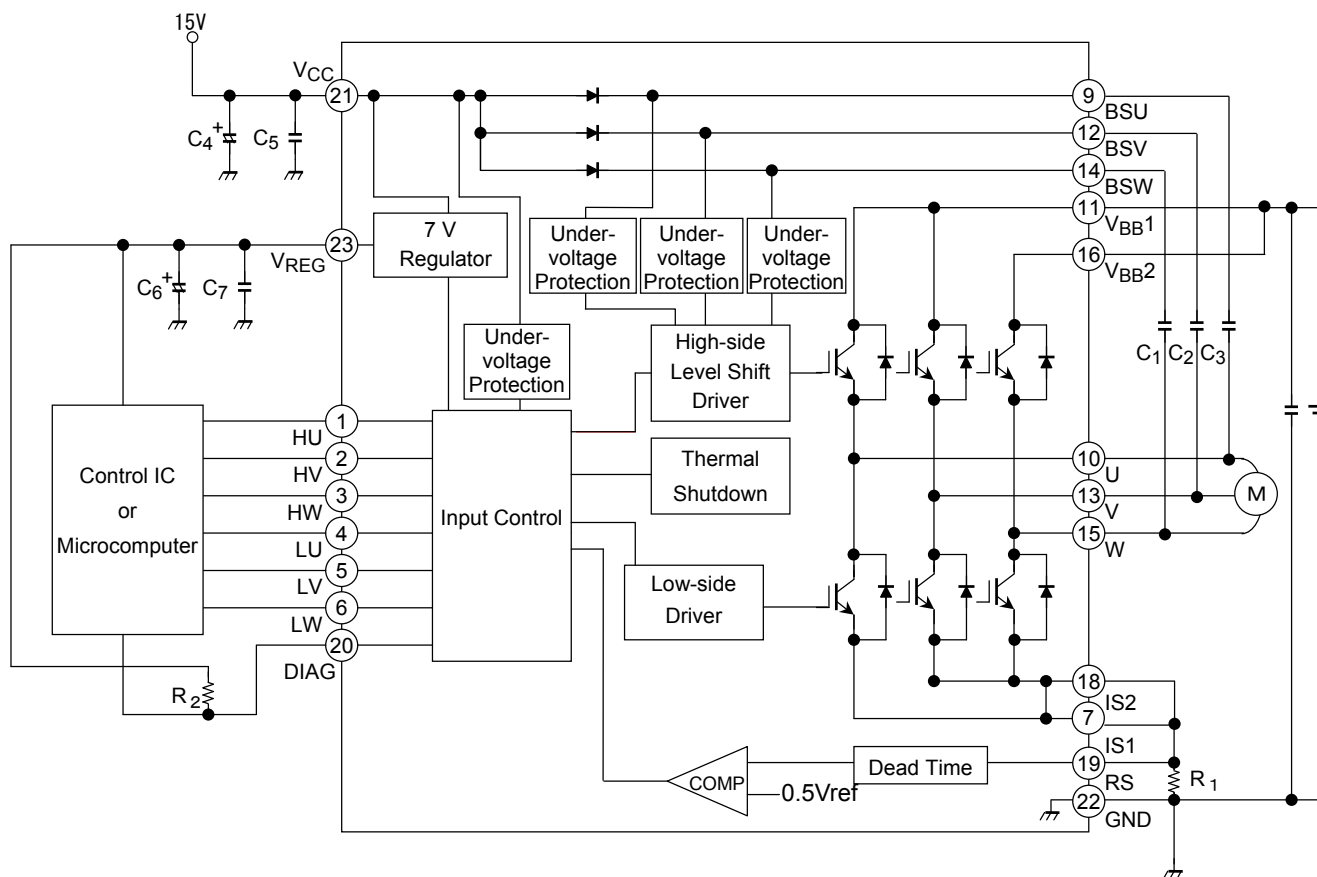 15V
VCC
21
C4
+
C5
9
BSU
12
BSV
14
BSW
11
VBB1
16
VBB2
7 V
Regulator
23
VREG
C6
+
C7
Under-
voltage
Protection
Under-
voltage
Protection
Under-
voltage
Protection
Under-
voltage
Protection
High-side
Level Shift
Driver
C1
C2
C3
Control IC
or
Microcomputer
1
HU
2
HV
3
HW
4
LU
5
LV
6
LW
20
DIAG
R2
Input Control
Thermal
Shutdown
Low-side
Driver
10
U
13
V
15
W
M
18
IS2
7
IS1
19
RS
22
GND
R1
COMP
0.5Vref
Dead Time